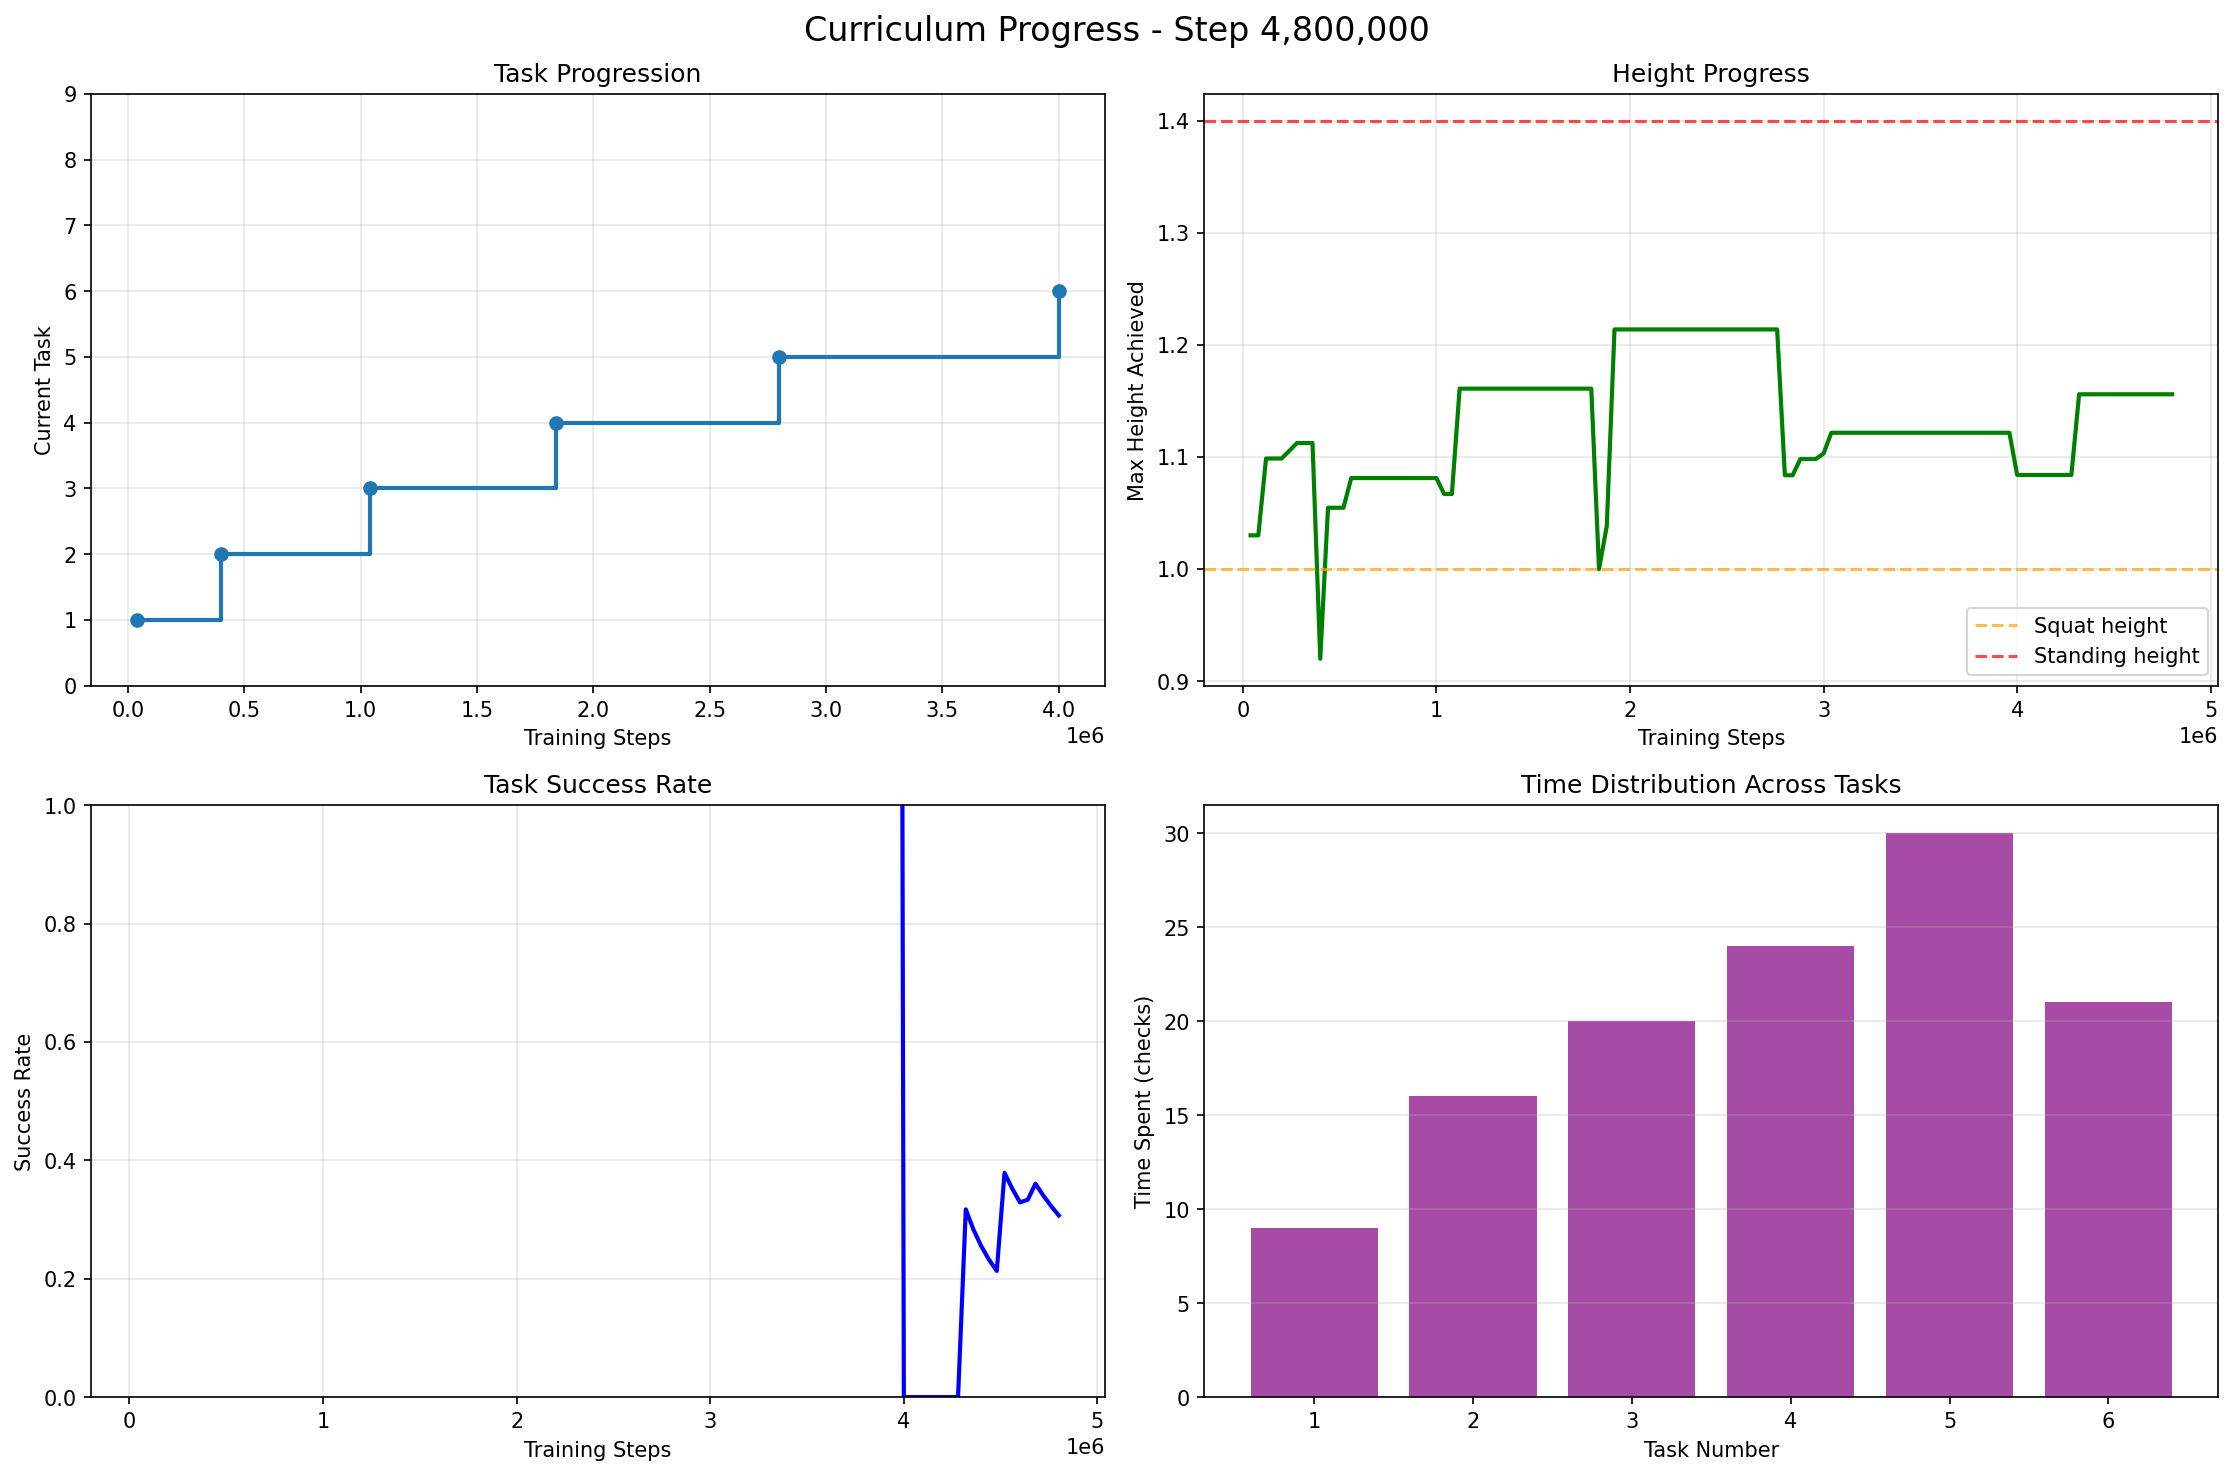 Curriculum Progress - Step 4,800,000
Task Progression
9
8
7
6
5
4
3
2
1
0
Current Task
0.0 0.5 1.0 1.5 2.0 2.5 3.0 3.5 4.0
1e6
Training Steps
Height Progress
1.4
1.3
1.2
1.1
1.0
0.9
Max Height Achieved
Squat height
Standing height
0 1 2 3 4 5
1e6
Training Steps
Task Success Rate
1.0
0.8
0.6
0.4
0.2
0.0
Success Rate
0 1 2 3 4 5
1e6
Training Steps
Time Distribution Across Tasks
30
25
20
15
10
5
0
Time Spent (checks)
1 2 3 4 5 6
Task Number